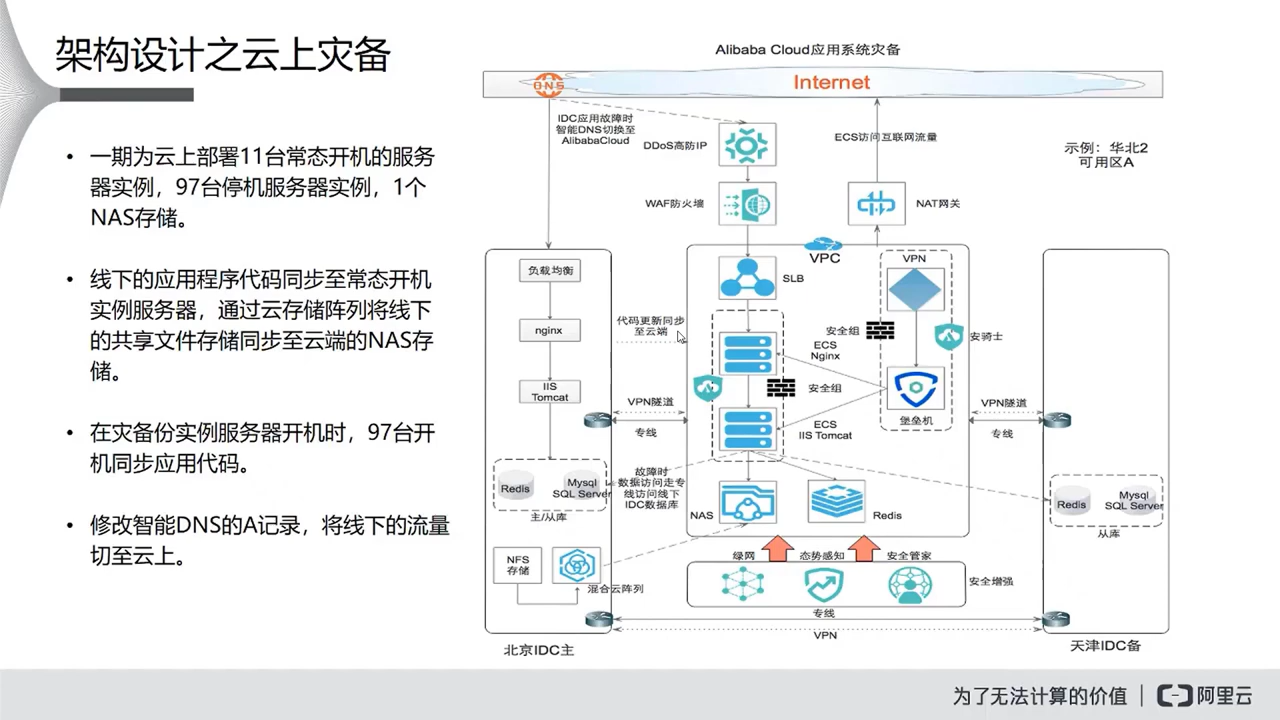 架构设计之云上灾备
• 一期为云上部署11台常态开机的服务
器实例，97台停机服务器实例，1个
NAS存储。
• 线下的应用程序代码同步至常态开机
实例服务器，通过云存储阵列将线下
的共享文件存储同步至云端的NAS存
储。
• 在灾备份实例服务器开机时，97台开
机同步应用代码。
• 修改智能DNS的A记录，将线下的流量
切至云上。
Alibaba Cloud应用系统灾备
DNS
Internet
IDC应用故障时
智能DNS切换至
AlibabaCloud
DDoS高防IP
ECS访问互联网流量
示例：华北2
可用区A
WAF防火墙
NAT网关
VPC
VPN
负载均衡
SLB
代码更新同步
至云端
nginx
安全组
ECS
Nginx
安骑士
IIS
Tomcat
安全组
VPN隧道
专线
VPN隧道
专线
堡垒机
ECS
IIS Tomcat
故障时
数据访问走专
线访问线下
IDC数据库
Redis
Mysql
SQL Server
主/从库
NAS
Redis
Redis
Mysql
SQL Server
从库
NFS
存储
混合云阵列
绿网
态势感知
安全管家
安全增强
专线
VPN
北京IDC主
天津IDC备
为了无法计算的价值
阿里云